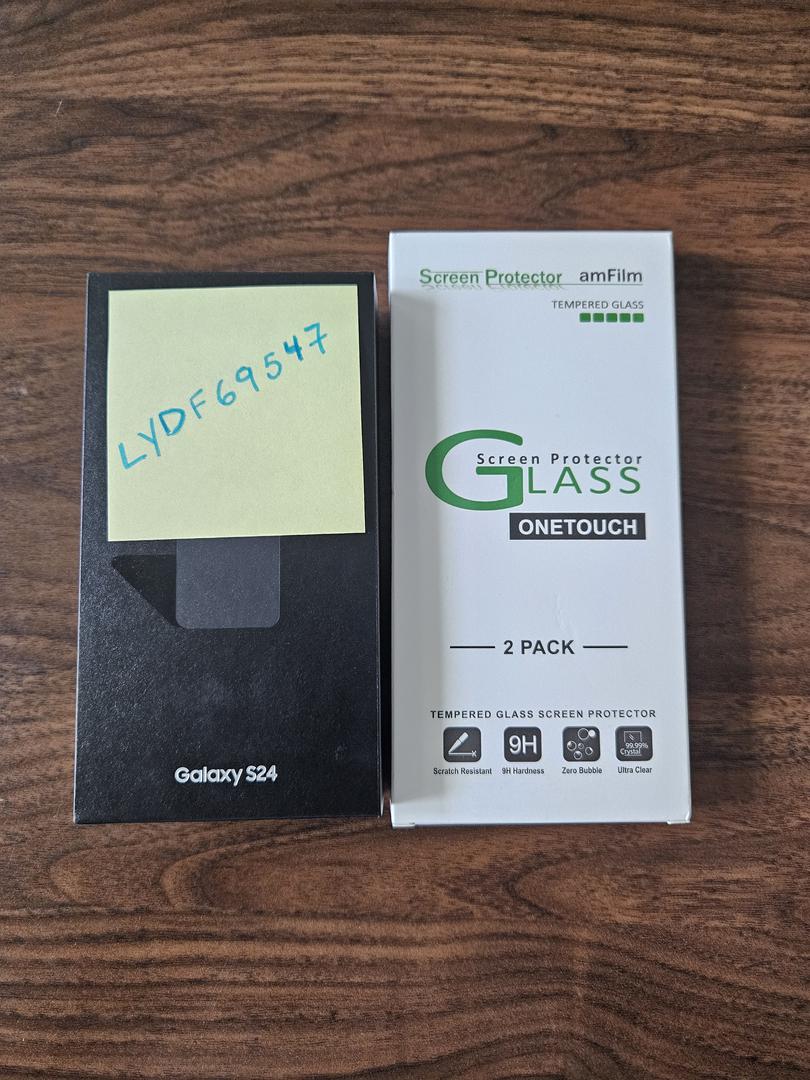 LYDF69547
Galaxy S24
Screen Protector amFilm
TEMPERED GLASS
Screen Protector
GLASS
ONETOUCH
2 PACK
TEMPERED GLASS SCREEN PROTECTOR
9H
99.99%
Crystal
Scratch Resistant 9H Hardness Zero Bubble Ultra Clear